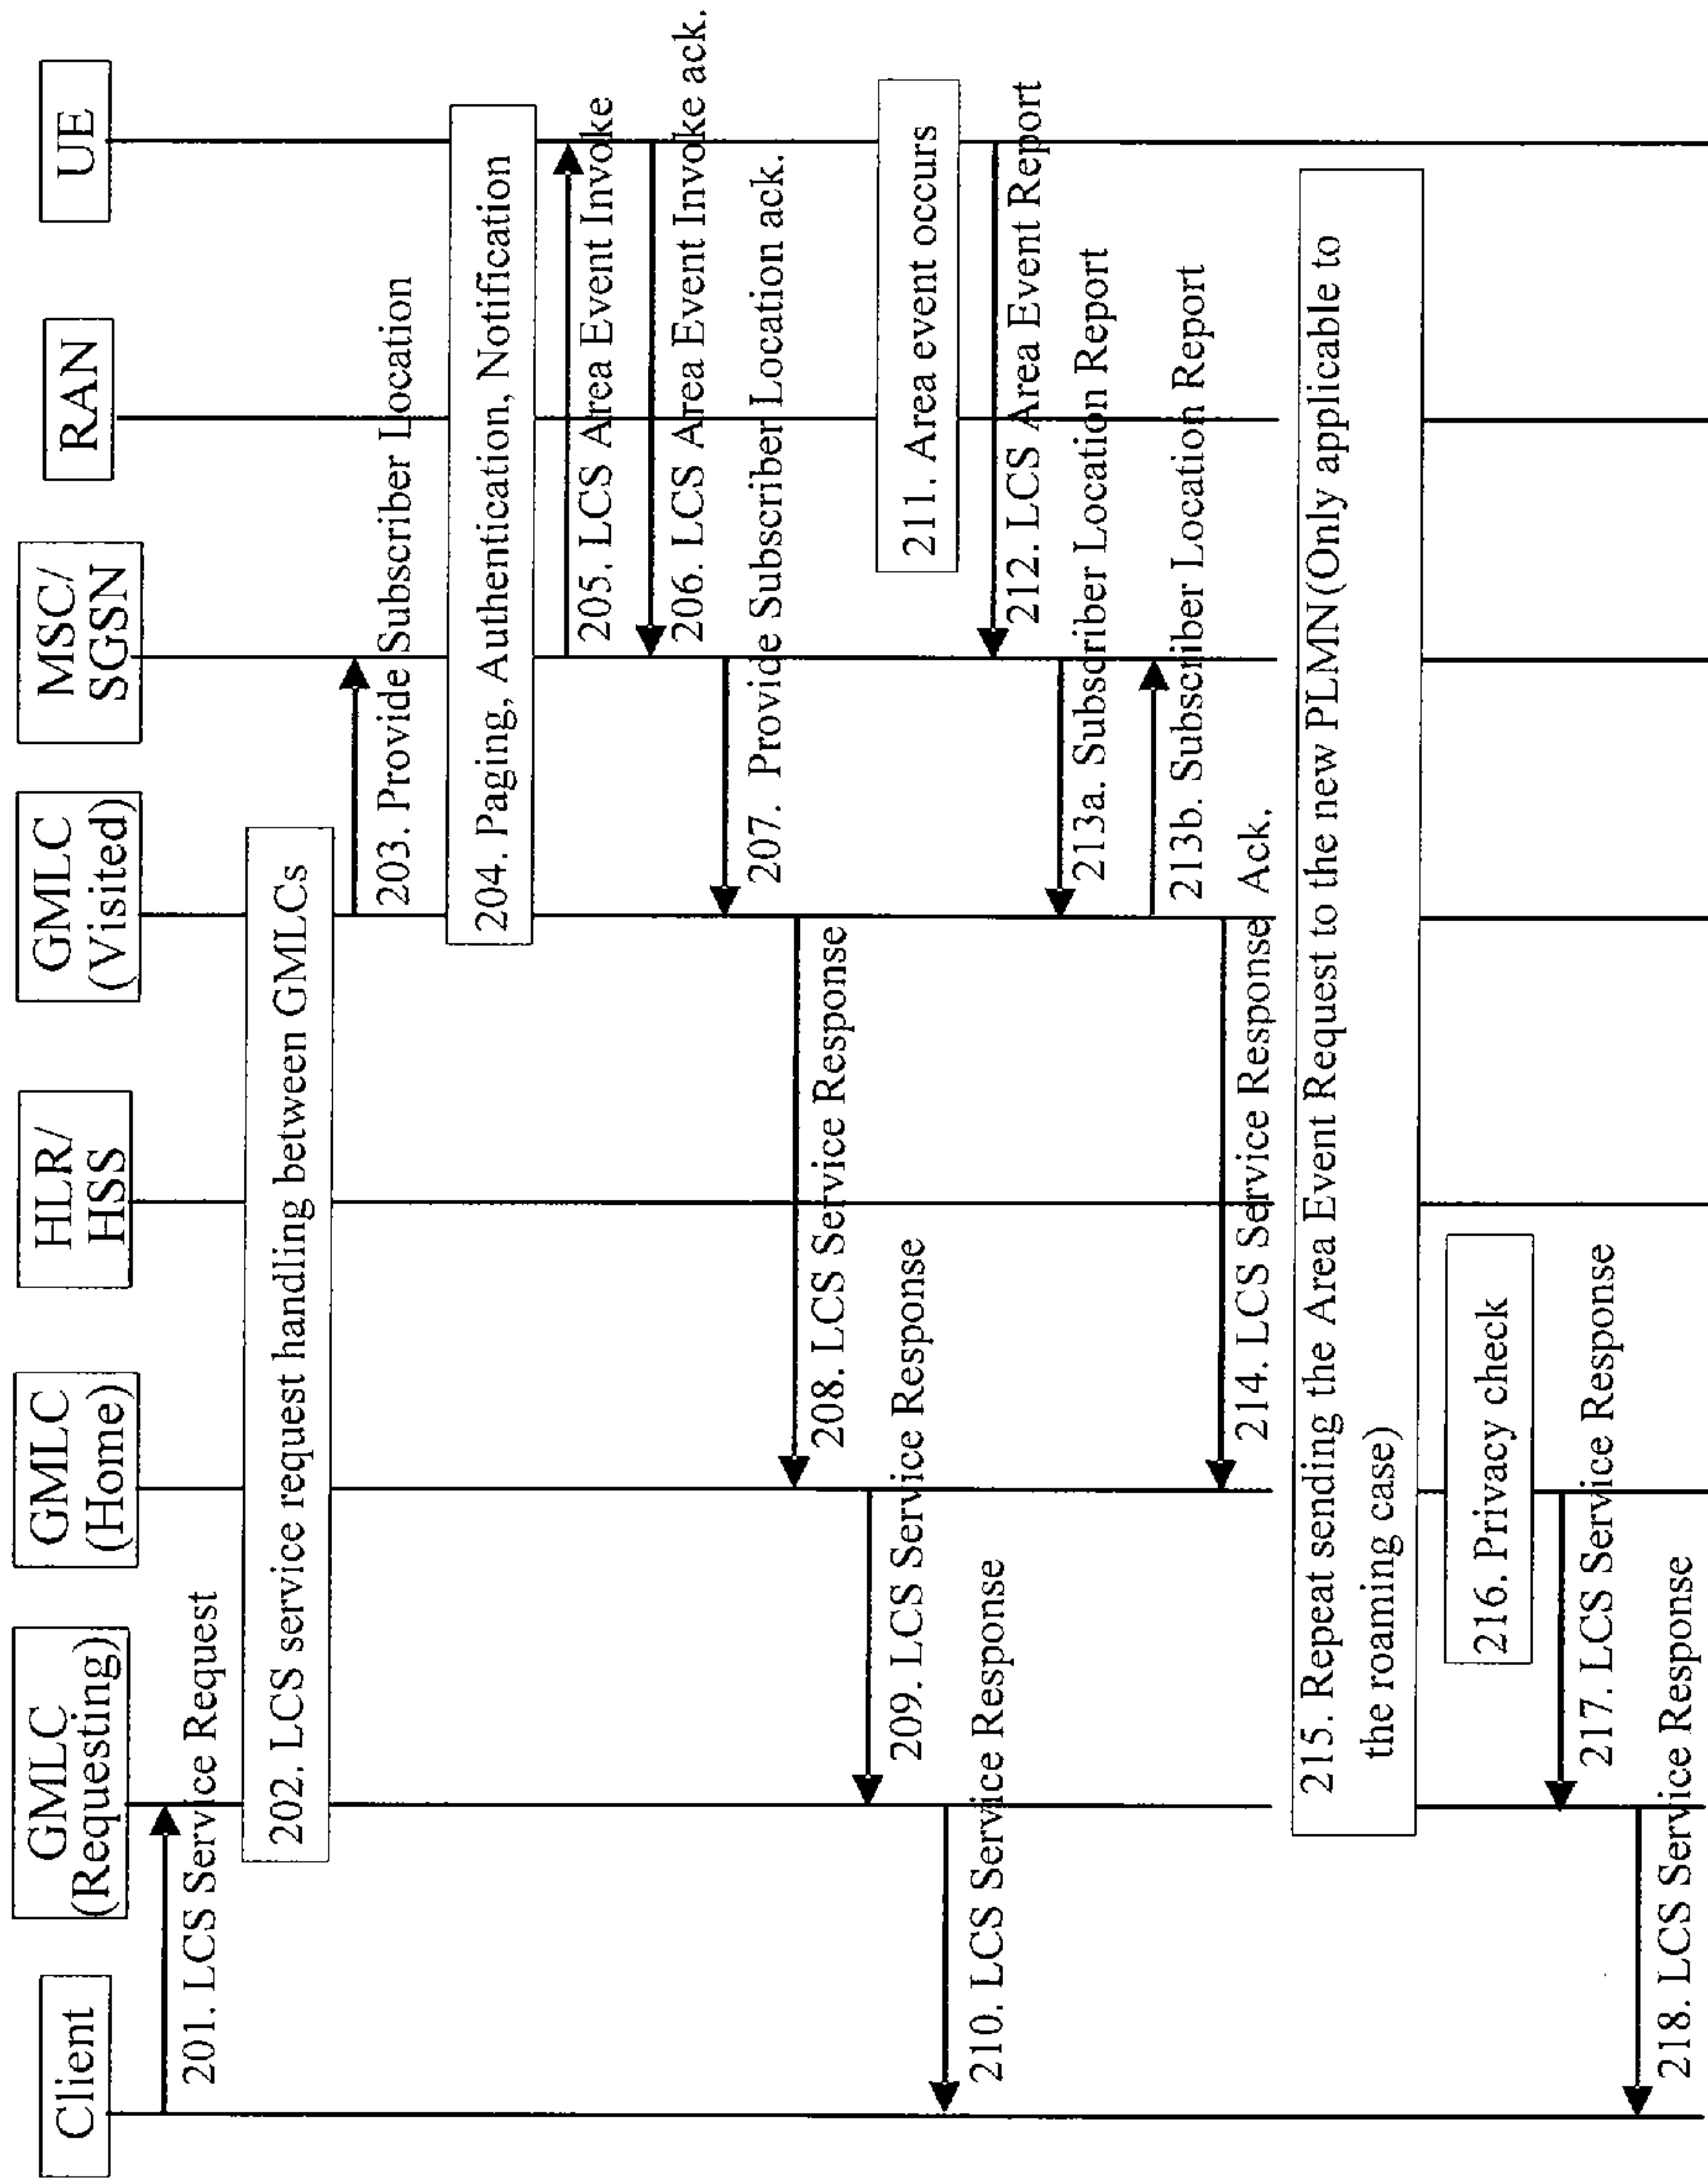 Client
GMLC
(Requesting)
GMLC
(Home)
HLR/
HSS
GMLC
(Visited)
MSC/
SGSN
RAN
UE
201. LCS Service Request
202. LCS service request handling between GMLCs
203. Provide Subscriber Location
204. Paging, Authentication, Notification
205. LCS Area Event Invoke
206. LCS Area Event Invoke ack.
207. Provide Subscriber Location ack.
208. LCS Service Response
209. LCS Service Response
210. LCS Service Response
211. Area event occurs
212. LCS Area Event Report
213a. Subscriber Location Report
213b. Subscriber Location Report
Ack.
214. LCS Service Response
215. Repeat sending the Area Event Request to the new PLMN(Only applicable to
the roaming case)
216. Privacy check
217. LCS Service Response
218. LCS Service Response